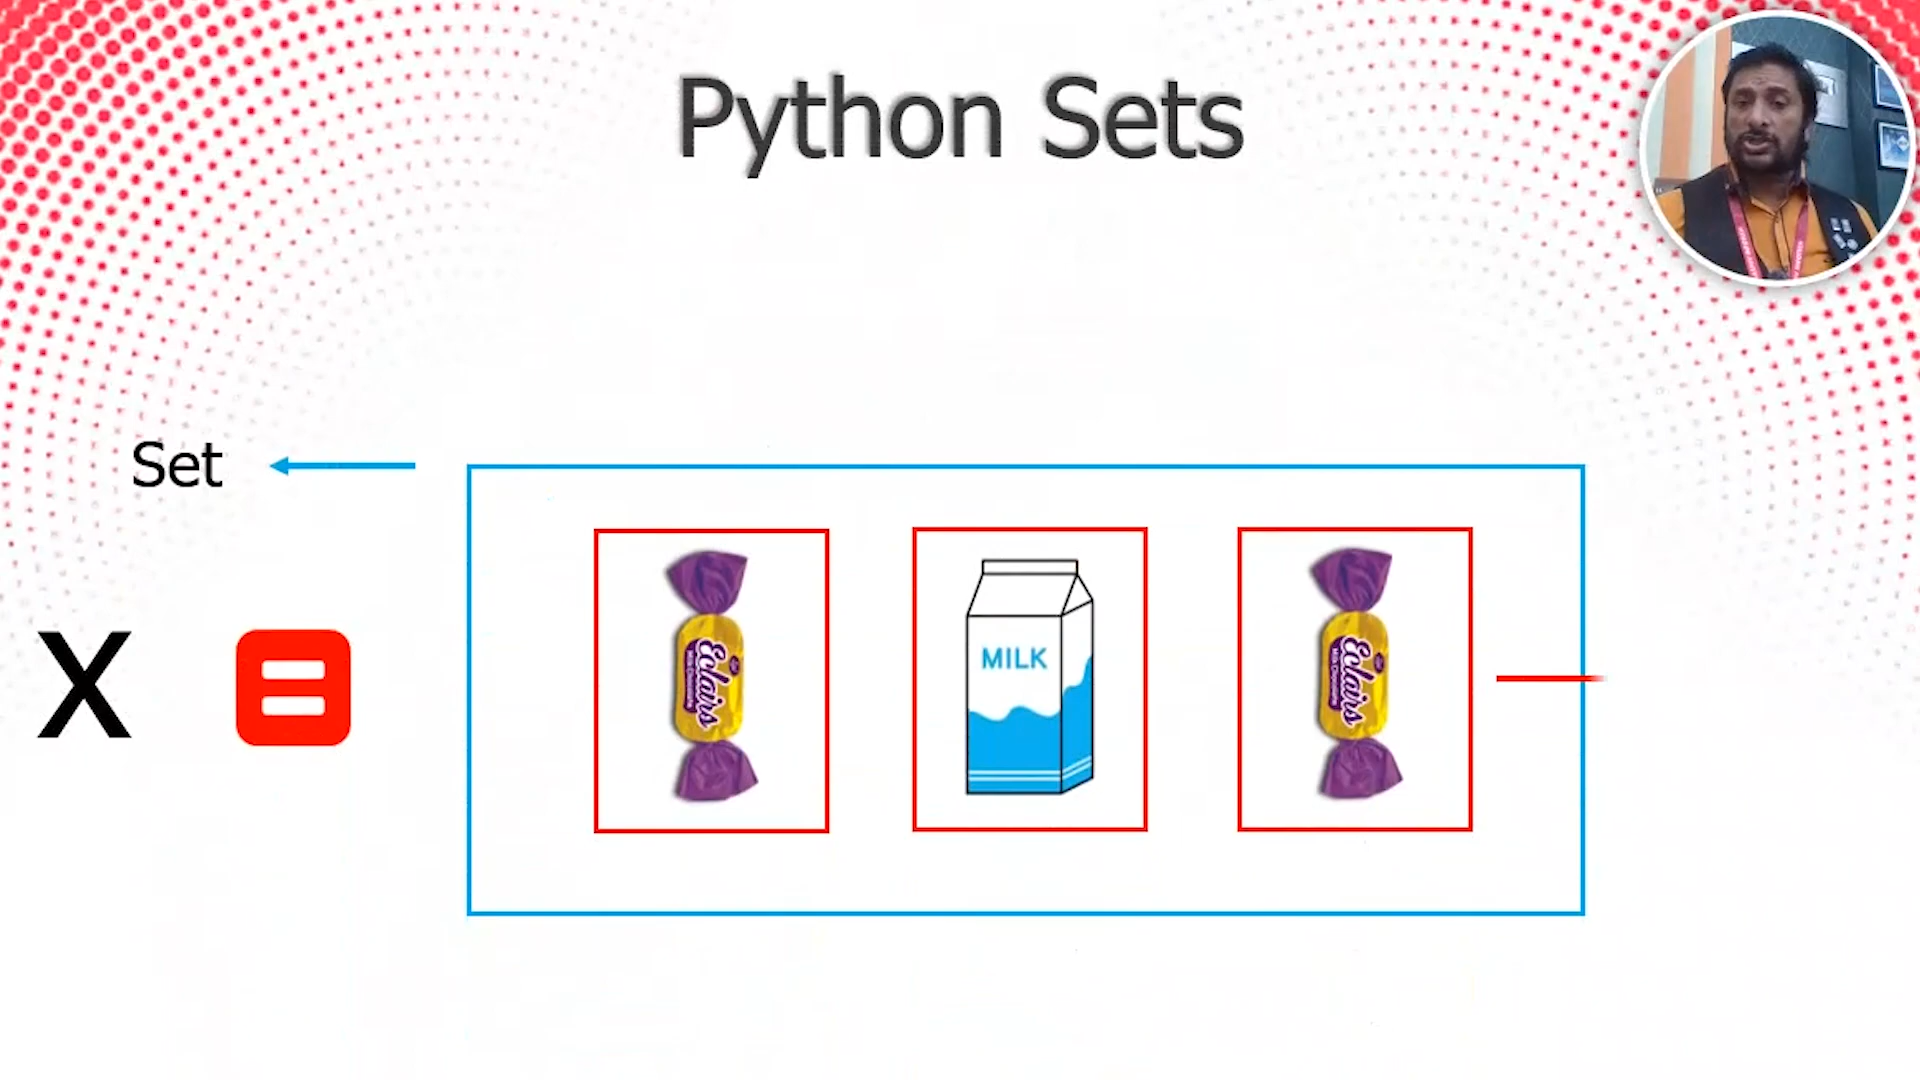 Python Sets
Set
X =
Eclairs
MILK
Eclairs